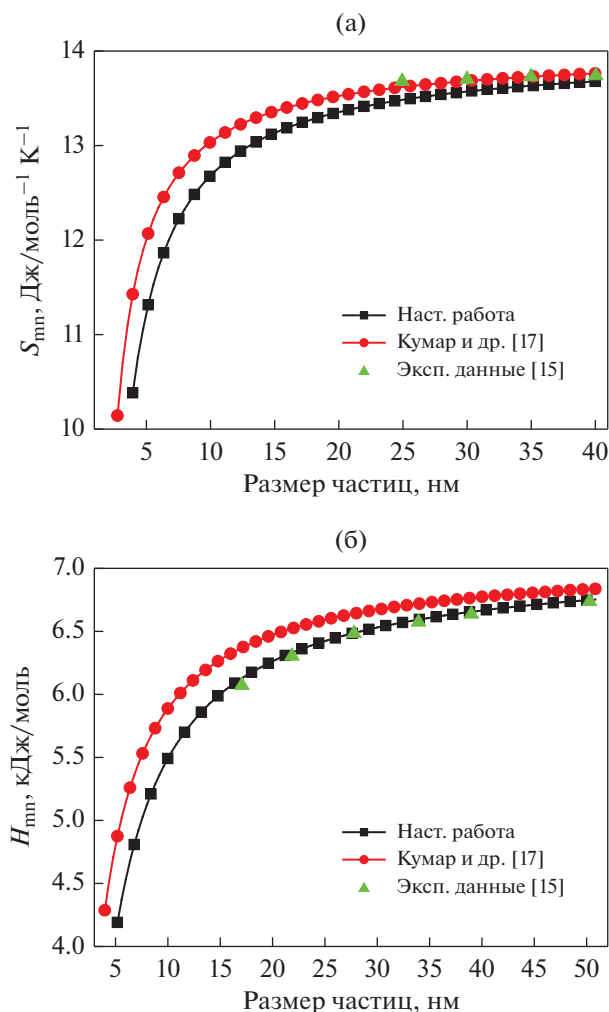 (а)
14
13
12
11
10
S_mn, Дж/моль⁻¹ К⁻¹
Наст. работа
Кумар и др. [17]
Эксп. данные [15]
5 10 15 20 25 30 35 40
Размер частиц, нм
(б)
7.0
6.5
6.0
5.5
5.0
4.5
4.0
H_mn, кДж/моль
Наст. работа
Кумар и др. [17]
Эксп. данные [15]
5 10 15 20 25 30 35 40 45 50
Размер частиц, нм